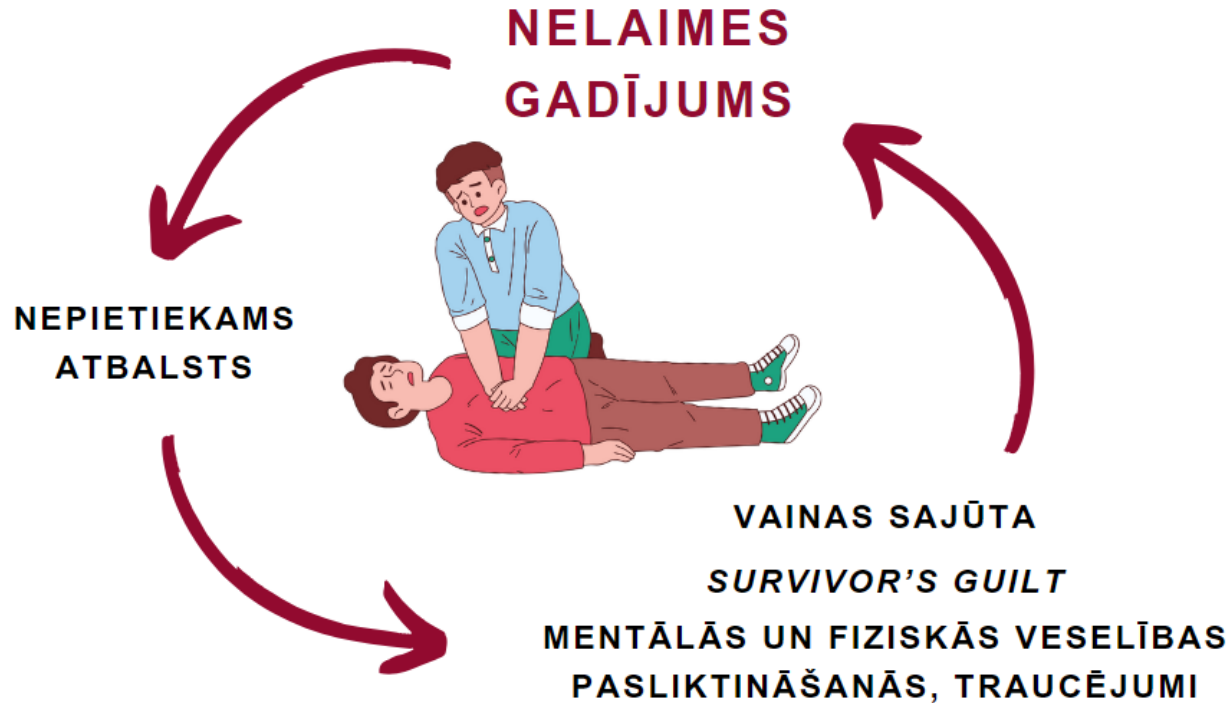 NELAIMES
GADĪJUMS
NEPIETIEKAMS
ATBALSTS
VAINAS SAJŪTA
SURVIVOR'S GUILT
MENTĀLĀS UN FIZISKĀS VESELĪBAS
PASLIKTINĀŠANĀS, TRAUCĒJUMI